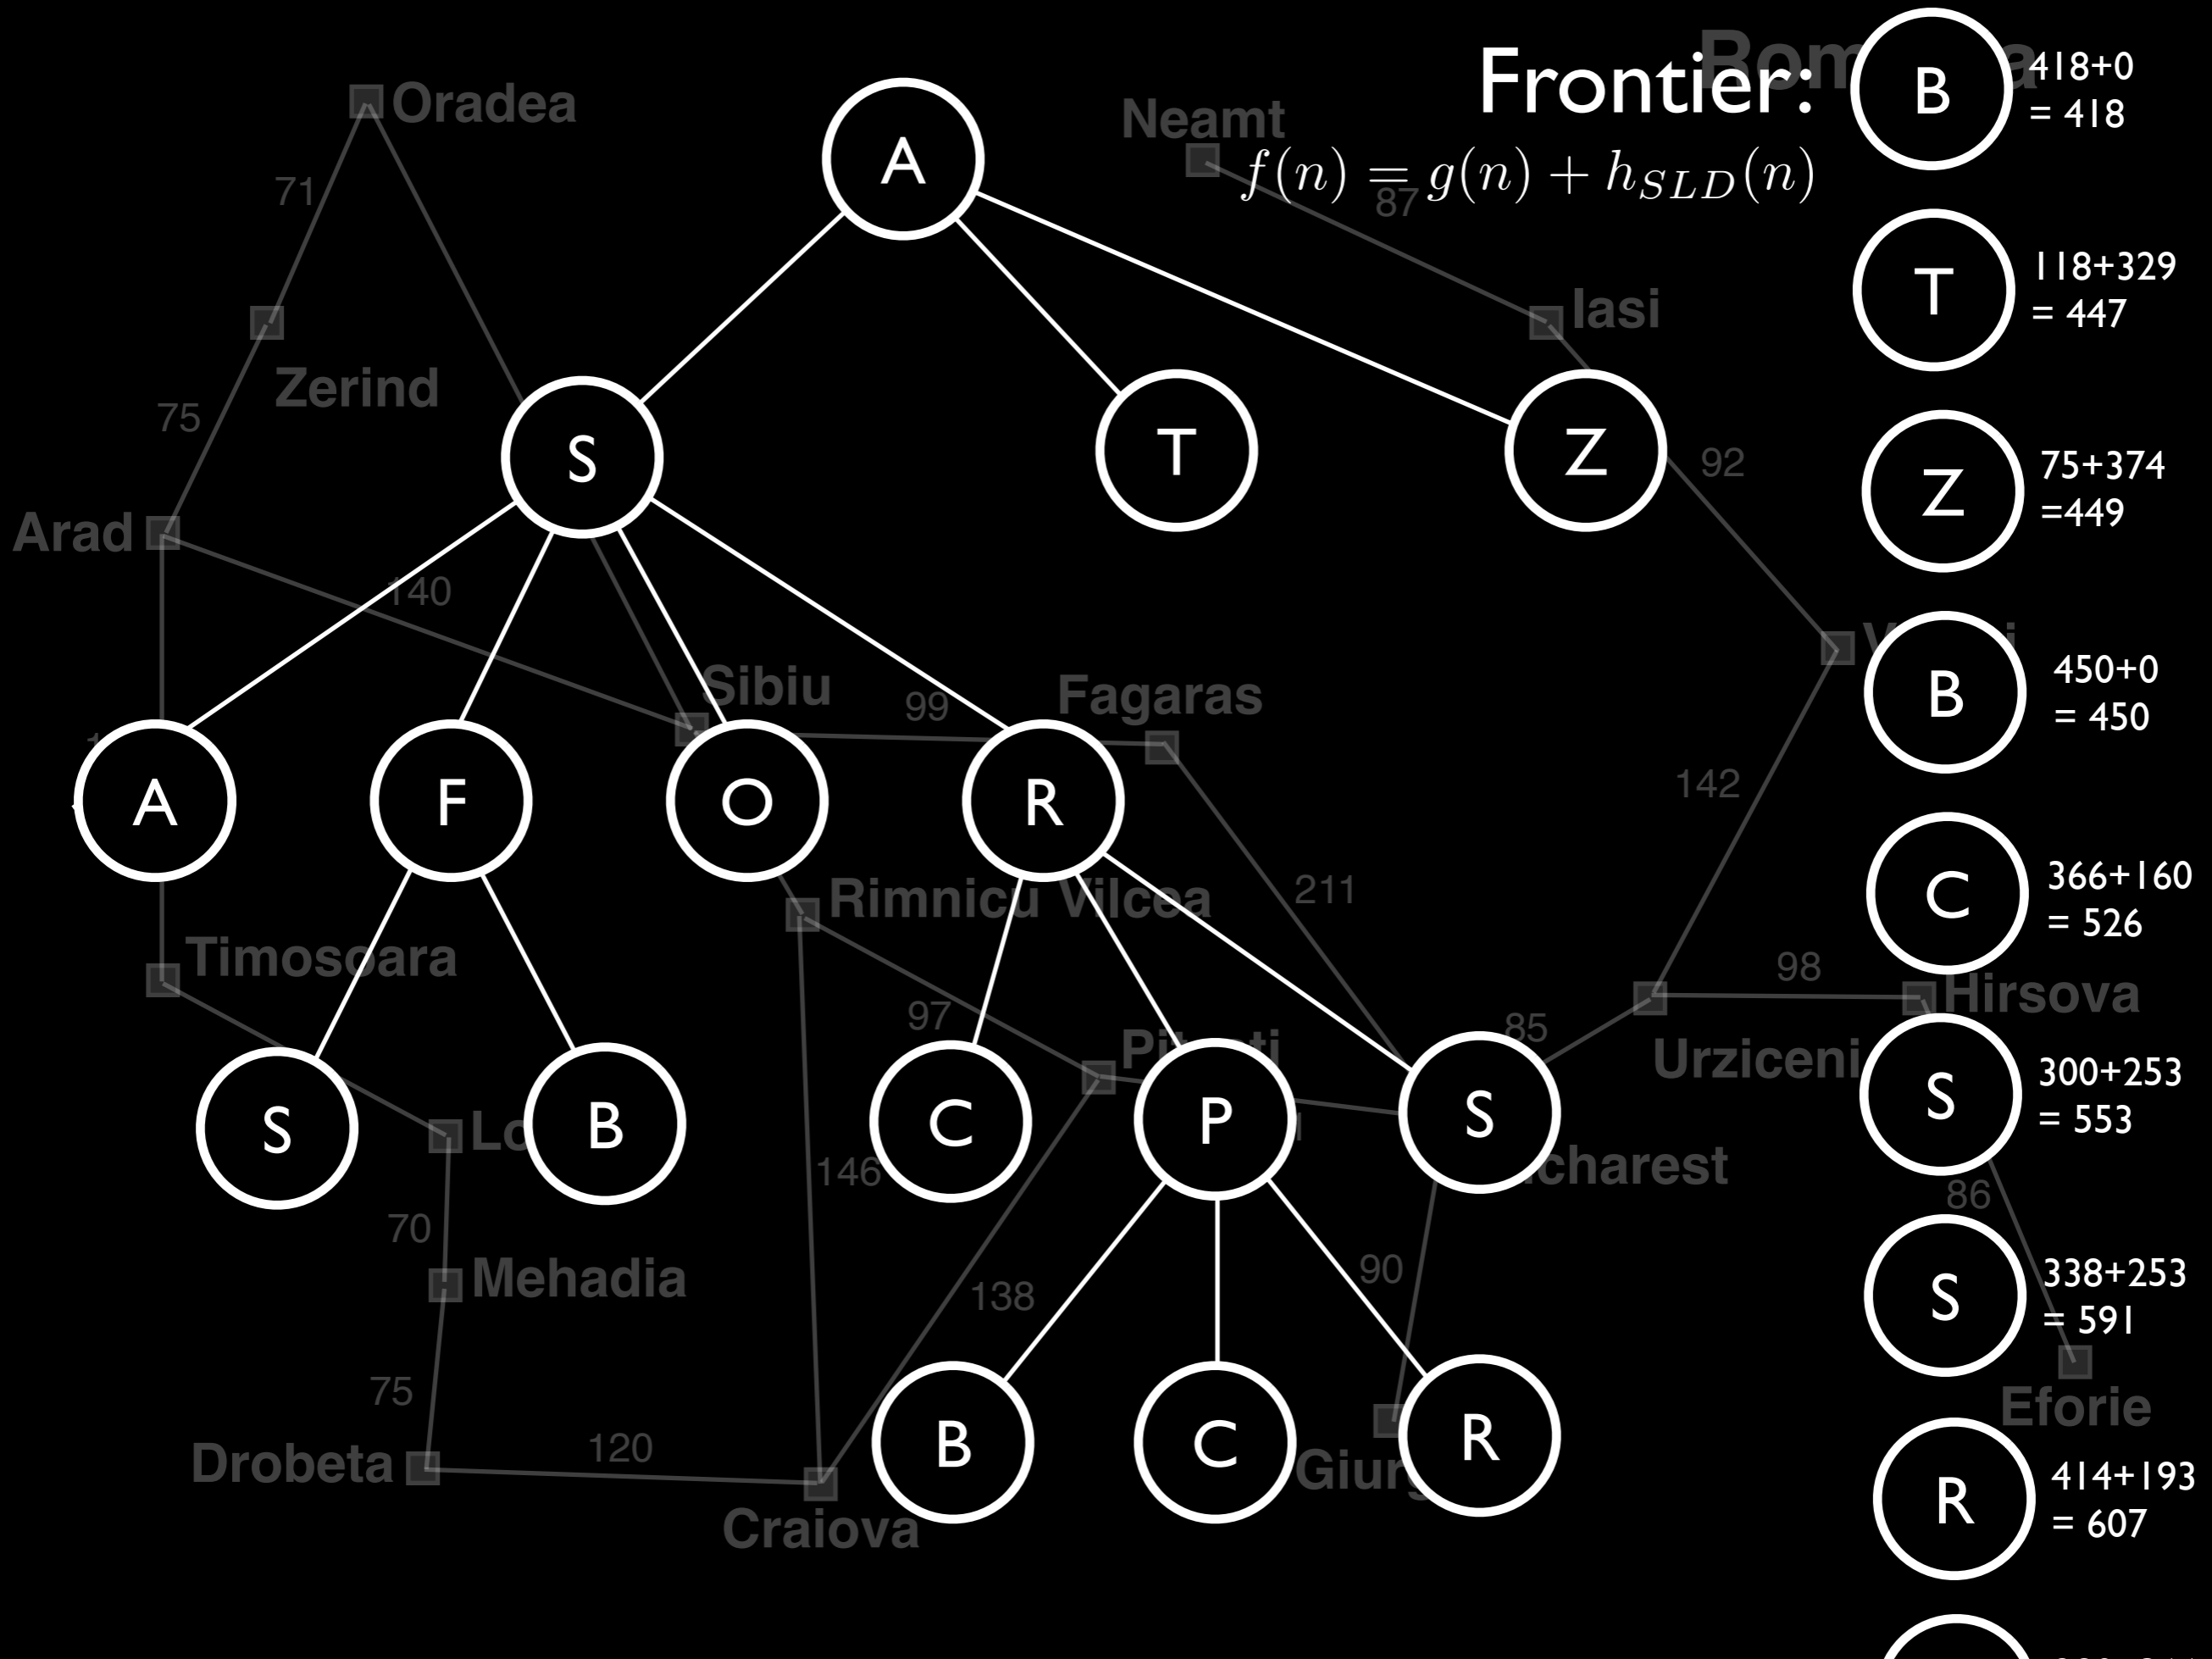 Frontier:
f(n) = g(n) + h_{SLD}(n)
B
418+0
= 418
T
118+329
= 447
Z
75+374
=449
B
450+0
= 450
C
366+160
= 526
S
300+253
= 553
S
338+253
= 591
R
414+193
= 607
A
S
T
Z
A
F
O
R
S
B
C
P
S
B
C
R
Oradea
Neamt
71
87
Iasi
Zerind
75
92
Arad
140
Sibiu
99
Fagaras
142
Rimnicu Vilcea
211
Timosoara
98
Hirsova
97
85
Urziceni
146
86
70
Mehadia
90
138
75
Eforie
Drobeta
120
Craiova